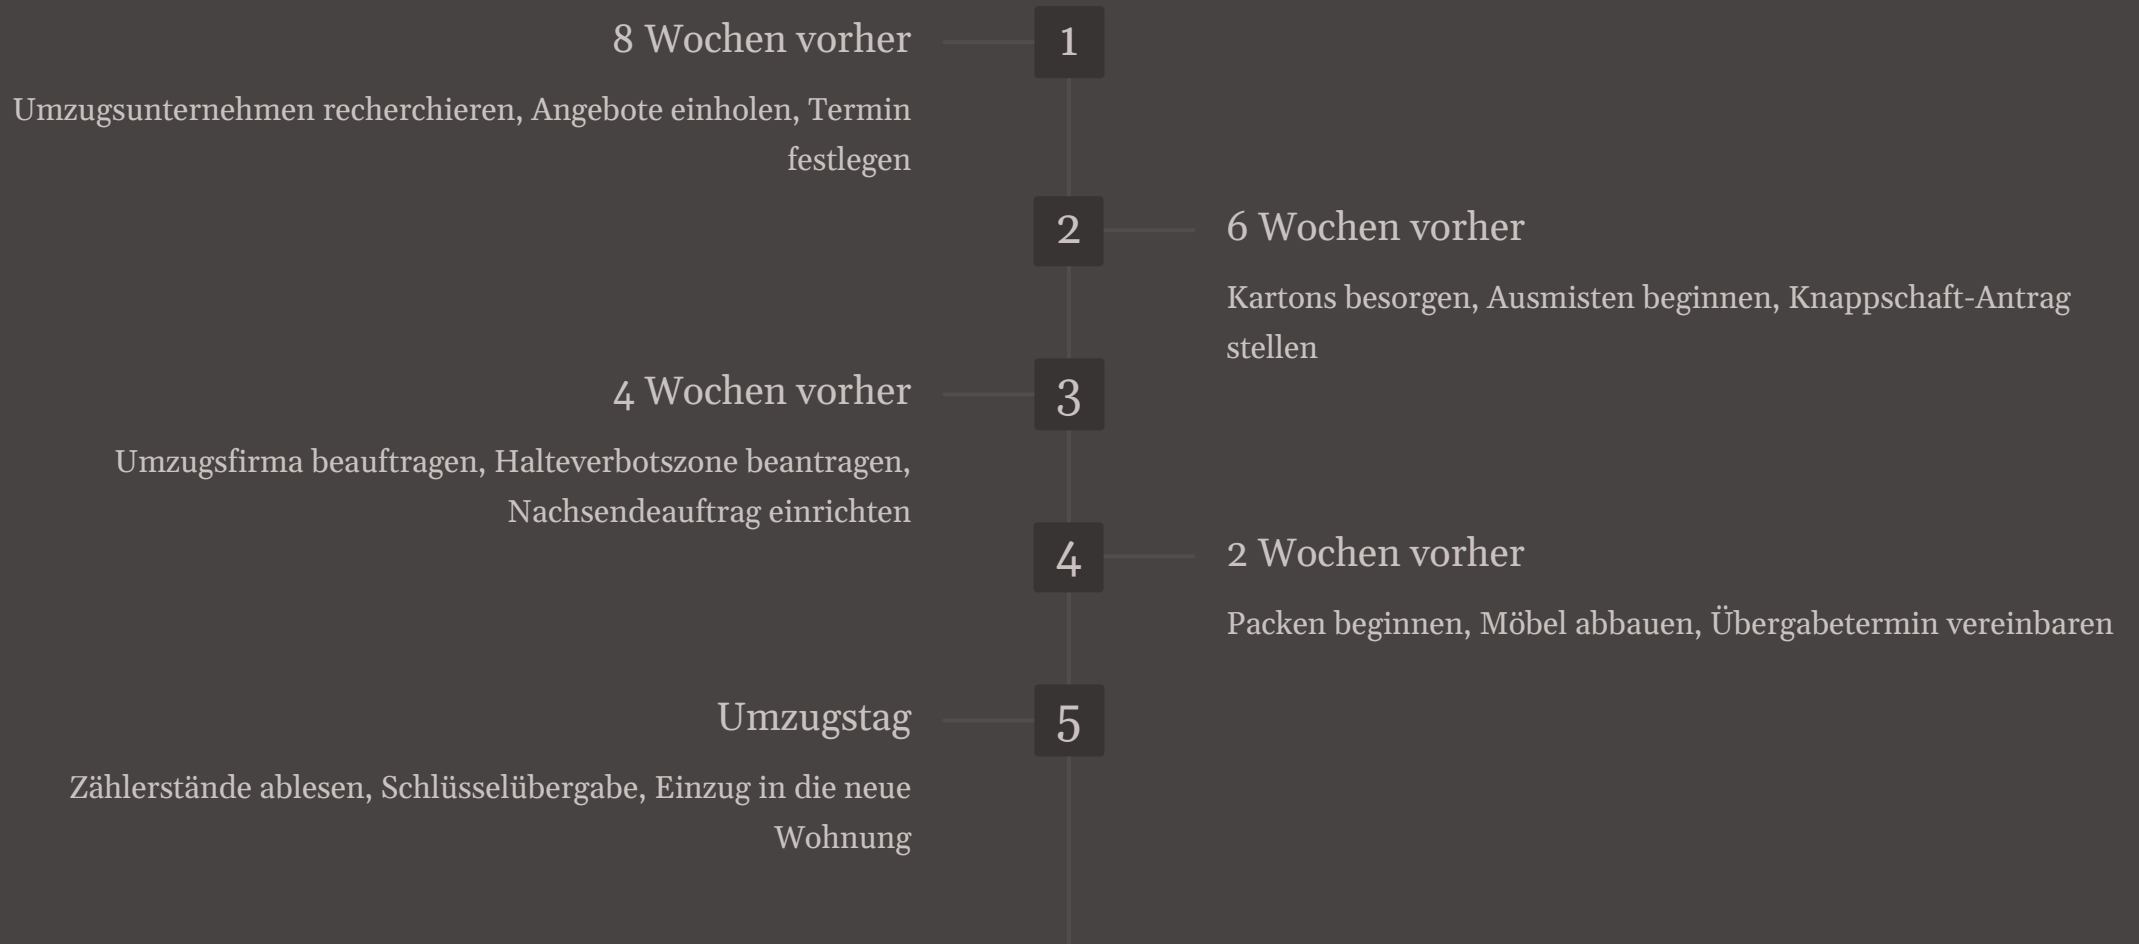 8 Wochen vorher
1
Umzugsunternehmen recherchieren, Angebote einholen, Termin
festlegen
2
6 Wochen vorher
Kartons besorgen, Ausmisten beginnen, Knappschaft-Antrag
stellen
4 Wochen vorher
3
Umzugsfirma beauftragen, Halteverbotszone beantragen,
Nachsendeauftrag einrichten
4
2 Wochen vorher
Packen beginnen, Möbel abbauen, Übergabetermin vereinbaren
Umzugstag
5
Zählerstände ablesen, Schlüsselübergabe, Einzug in die neue
Wohnung